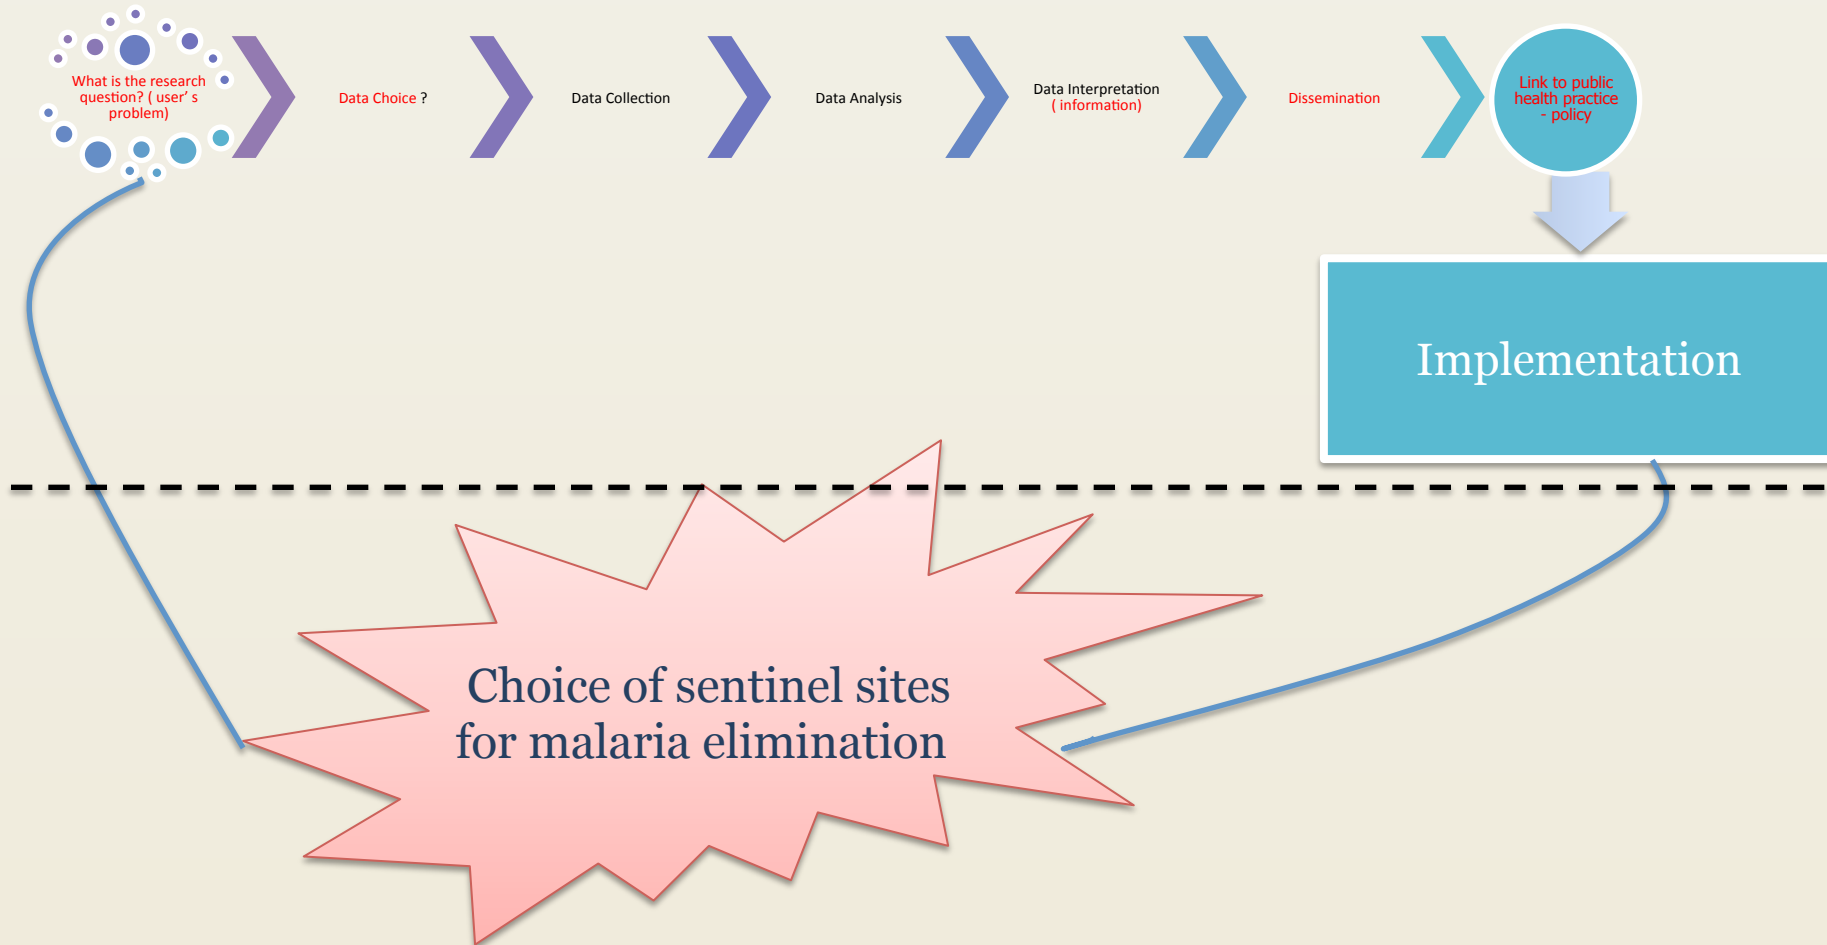 What is the research
question? ( user’ s
problem)
Data Choice ?
Data Collection
Data Analysis
Data Interpretation
( information)
Dissemination
Link to public
health practice
- policy
Implementation
Choice of sentinel sites
for malaria elimination